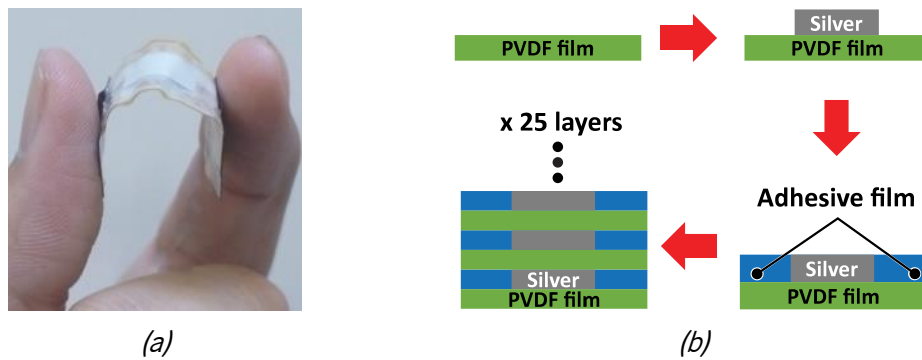 PVDF film
Silver
PVDF film
x 25 layers
Adhesive film
Silver
PVDF film
Silver
PVDF film
(a)
(b)